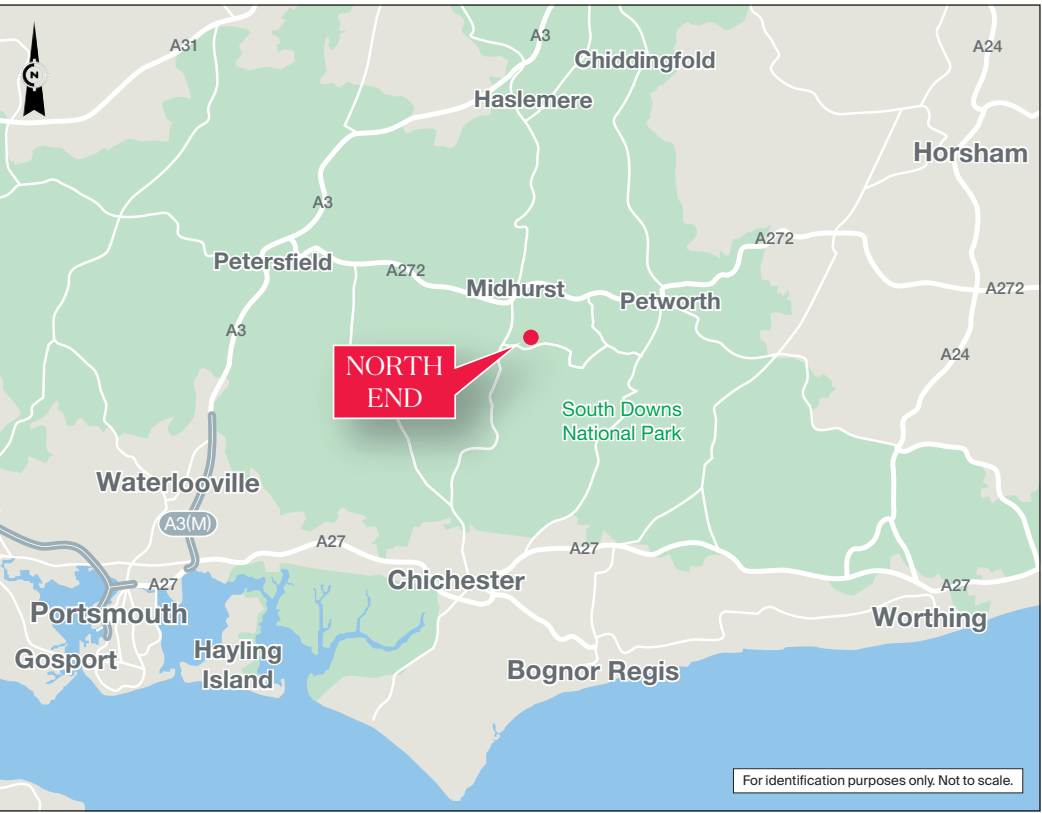 A31
A3
Chiddingfold
A24
N
Haslemere
Horsham
A3
Petersfield
A272
A272
Midhurst
Petworth
A272
A3
NORTH
END
A24
South Downs
National Park
Waterlooville
A3(M)
A27
A27
Chichester
A27
A27
Portsmouth
Worthing
Gosport
Hayling
Island
Bognor Regis
For identification purposes only. Not to scale.